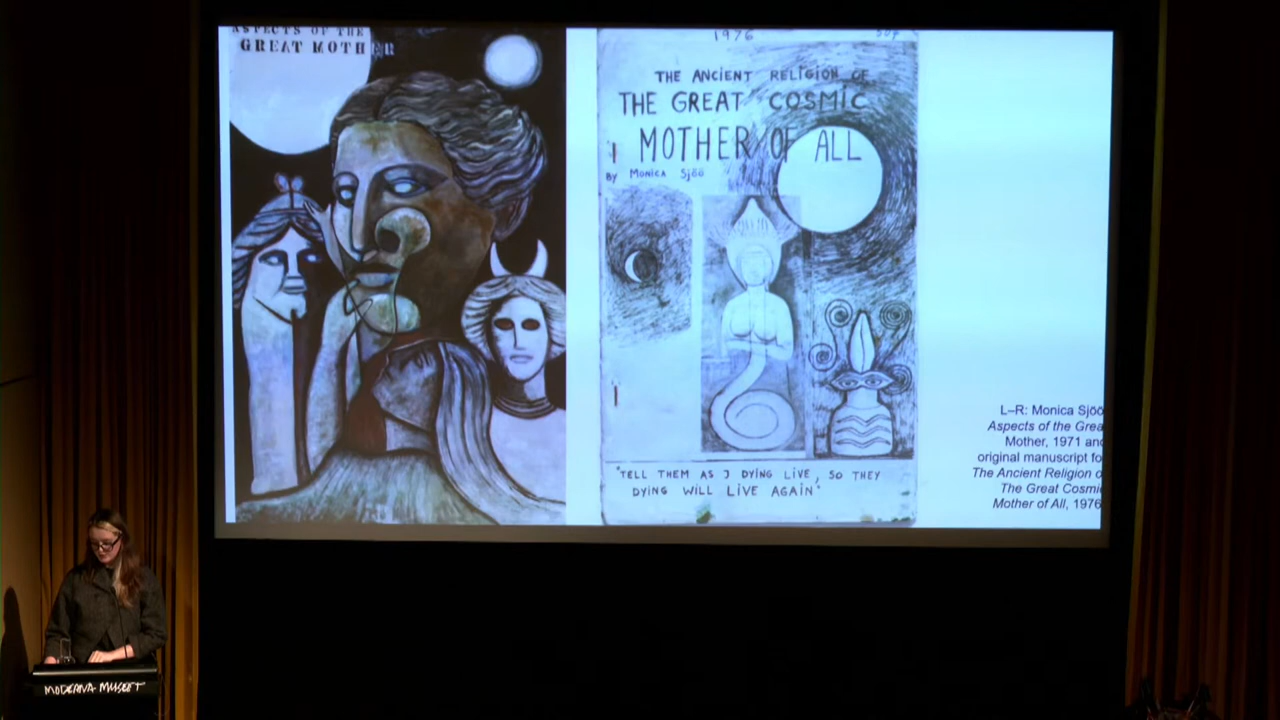 ASPECTS OF THE
GREAT MOTHER
1976
50p
THE ANCIENT RELIGION OF
THE GREAT COSMIC
MOTHER OF ALL
BY MONICA Sjöö
"TELL THEM AS I DYING LIVE, SO THEY
DYING WILL LIVE AGAIN"
L–R: Monica Sjöö
Aspects of the Grea
Mother, 1971 and
original manuscript fo
The Ancient Religion o
The Great Cosmi
Mother of All, 1976
MODERNA MUSEET